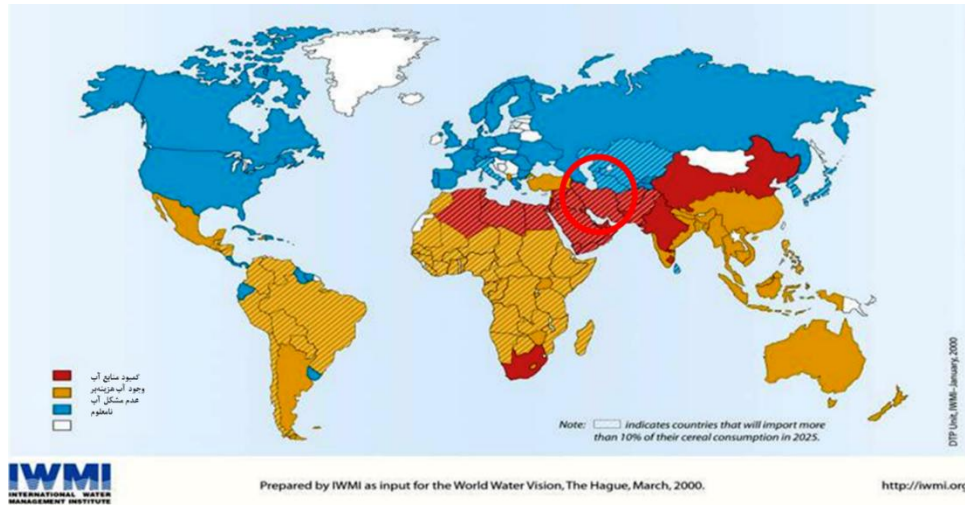 کمبود منابع آب
وجود آب هزینه‌بر
عدم مشکل آب
نامعلوم
Note: indicates countries that will import more
than 10% of their cereal consumption in 2025.
DTP Unit, IWMI-January, 2000
IWMI
INTERNATIONAL WATER
MANAGEMENT INSTITUTE
Prepared by IWMI as input for the World Water Vision, The Hague, March, 2000.
http://iwmi.org